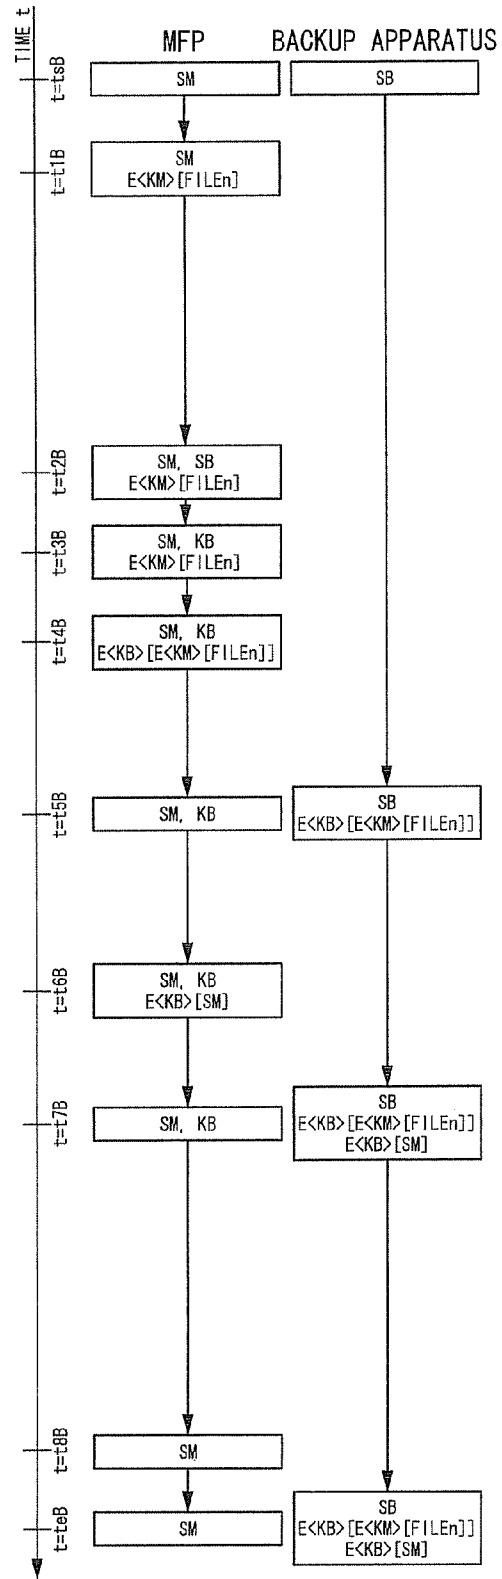 TIME t
MFP
BACKUP APPARATUS
t=tsB
SM
SB
t=t1B
SM
E<KM>[FILEn]
t=t2B
SM, SB
E<KM>[FILEn]
t=t3B
SM, KB
E<KM>[FILEn]
t=t4B
SM, KB
E<KB>[E<KM>[FILEn]]
t=t5B
SM, KB
SB
E<KB>[E<KM>[FILEn]]
t=t6B
SM, KB
E<KB>[SM]
t=t7B
SM, KB
SB
E<KB>[E<KM>[FILEn]]
E<KB>[SM]
t=t8B
SM
t=teB
SM
SB
E<KB>[E<KM>[FILEn]]
E<KB>[SM]